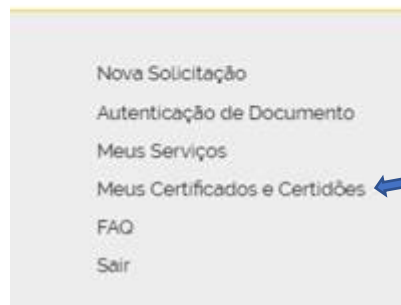 Nova Solicitação
Autenticação de Documento
Meus Serviços
Meus Certificados e Certidões
FAQ
Sair